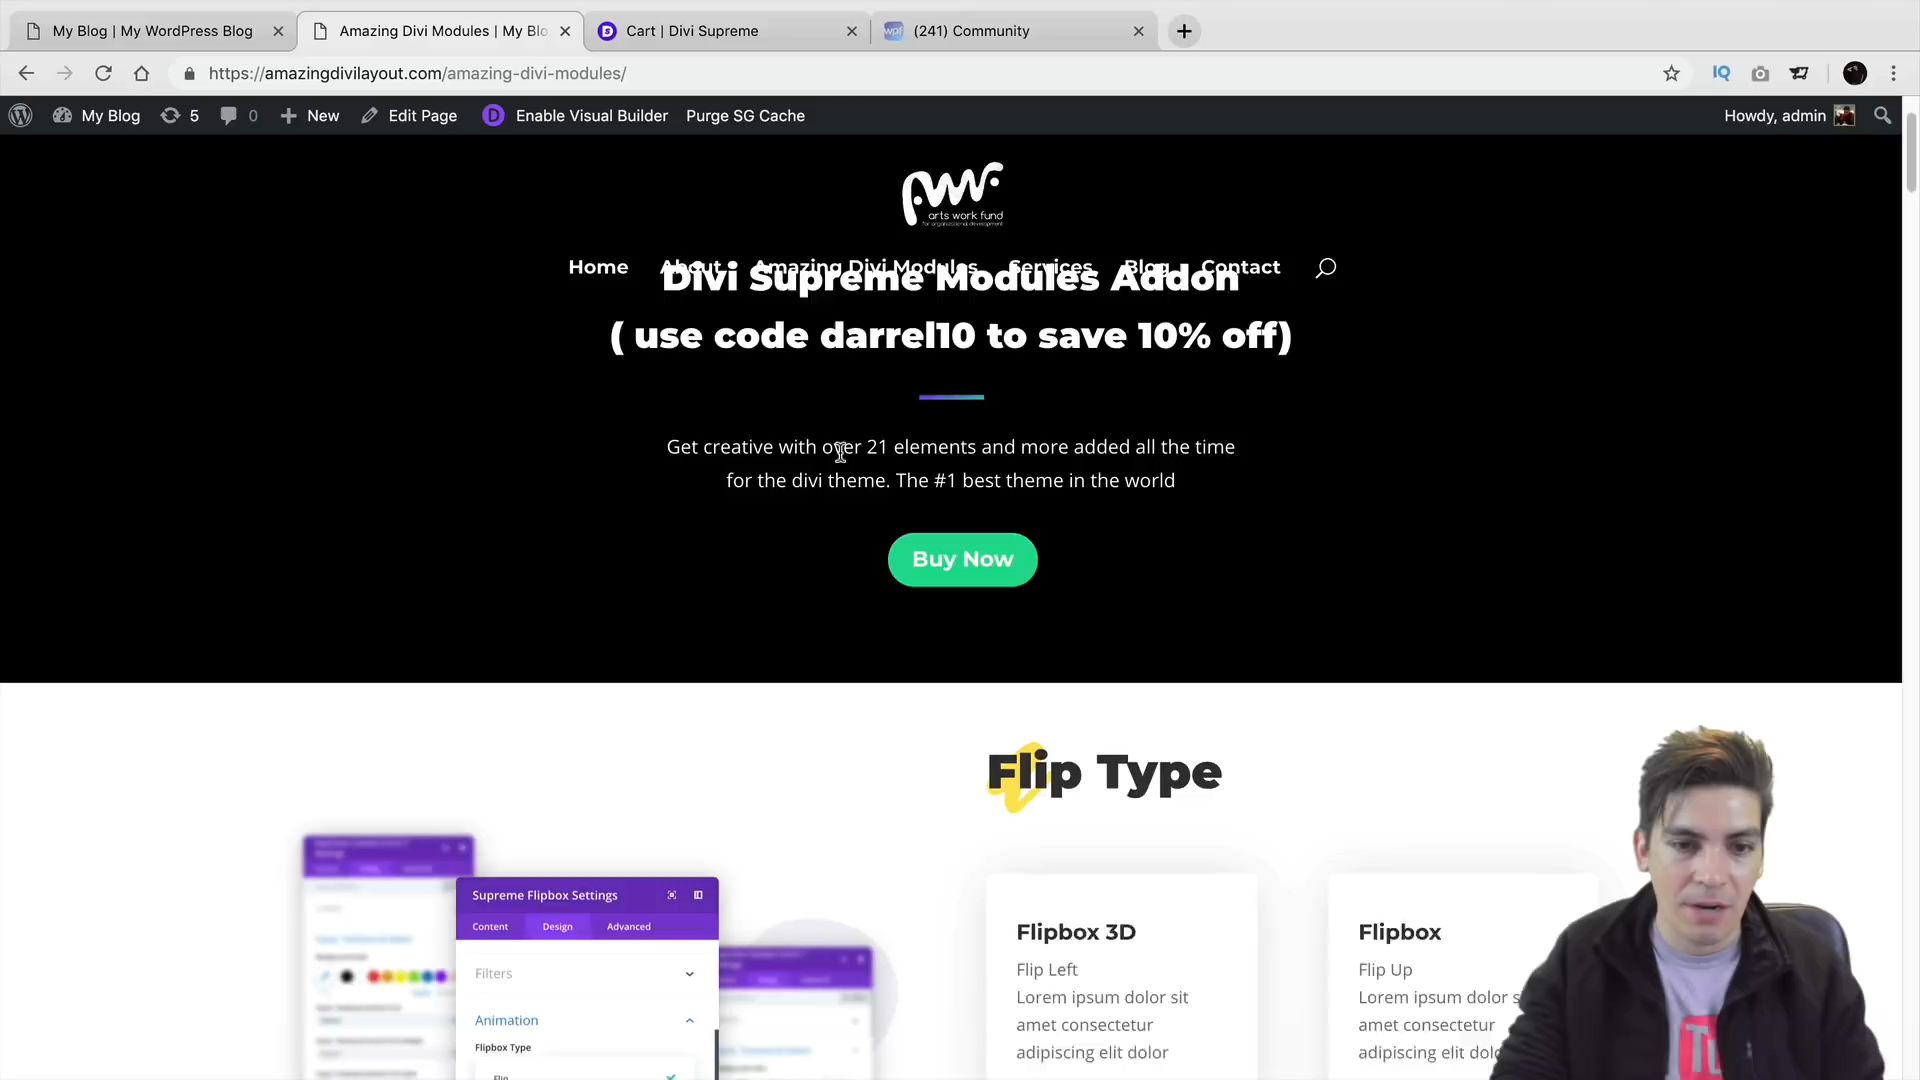 My Blog | My WordPress Blog
Amazing Divi Modules | My Blo
Cart | Divi Supreme
(241) Community
https://amazingdivilayout.com/amazing-divi-modules/
IQ
My Blog
5
0
New
Edit Page
D
Enable Visual Builder
Purge SG Cache
Howdy, admin
arts work fund
for organizational development
Home
About
Amazing Divi Modules
Services
Blog
Contact
Divi Supreme Modules Addon
( use code darrel10 to save 10% off)
Get creative with over 21 elements and more added all the time
for the divi theme. The #1 best theme in the world
Buy Now
Flip Type
Supreme Flipbox Settings
Content
Design
Advanced
Filters
Animation
Flipbox Type
Flip
Flipbox 3D
Flip Left
Lorem ipsum dolor sit
amet consectetur
adipiscing elit dolor
Flipbox
Flip Up
Lorem ipsum dolor s
amet consectetur
adipiscing elit dolo